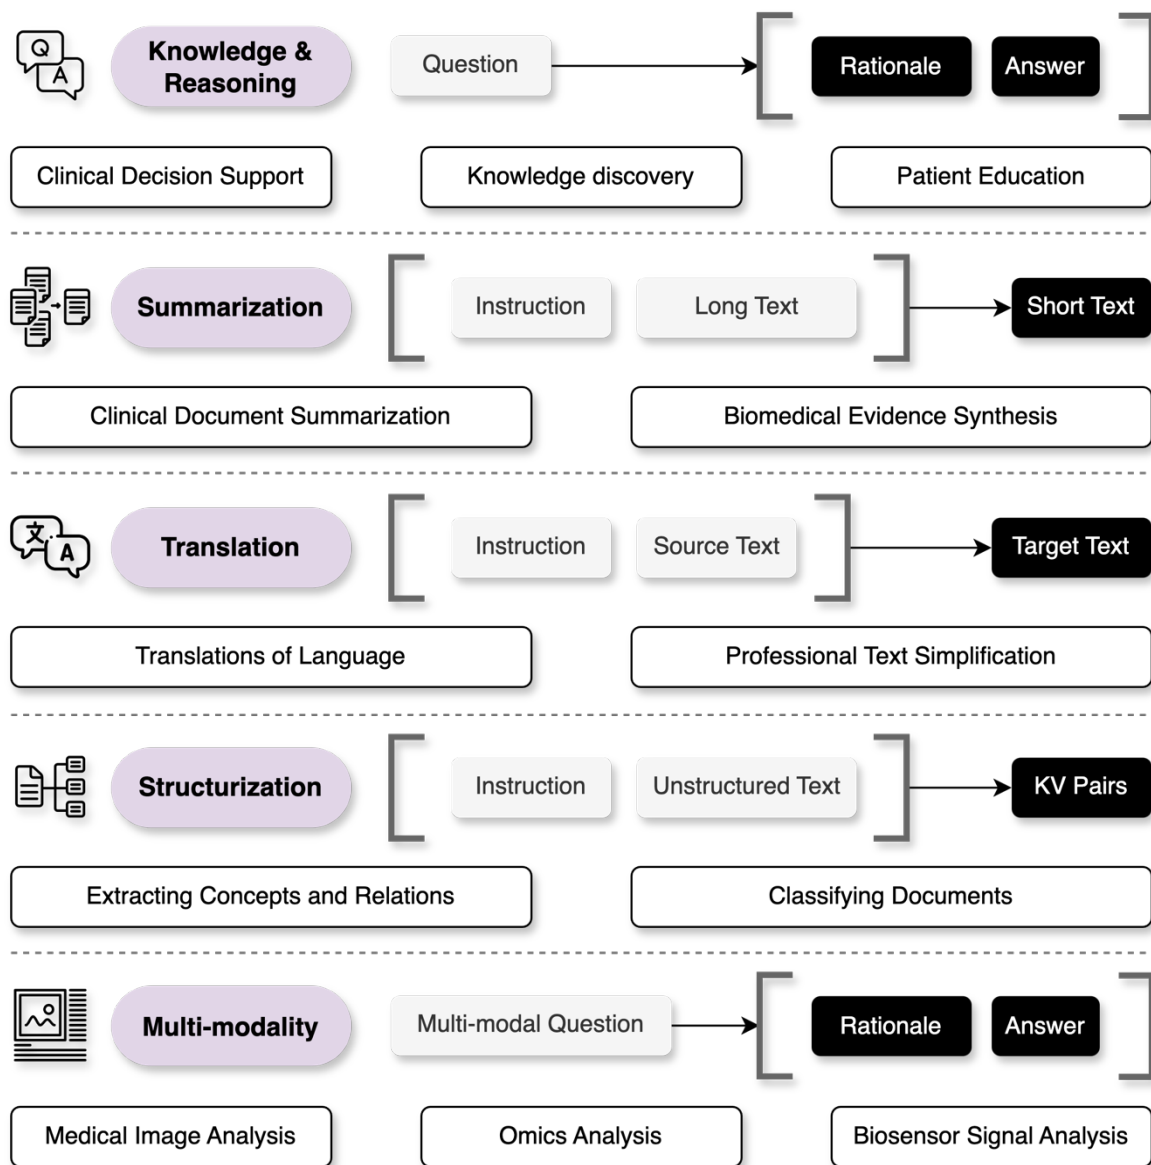 Q
A
Knowledge &
Reasoning
Question
Rationale
Answer
Clinical Decision Support
Knowledge discovery
Patient Education
Summarization
Instruction
Long Text
Short Text
Clinical Document Summarization
Biomedical Evidence Synthesis
文
A
Translation
Instruction
Source Text
Target Text
Translations of Language
Professional Text Simplification
Structurization
Instruction
Unstructured Text
KV Pairs
Extracting Concepts and Relations
Classifying Documents
Multi-modality
Multi-modal Question
Rationale
Answer
Medical Image Analysis
Omics Analysis
Biosensor Signal Analysis